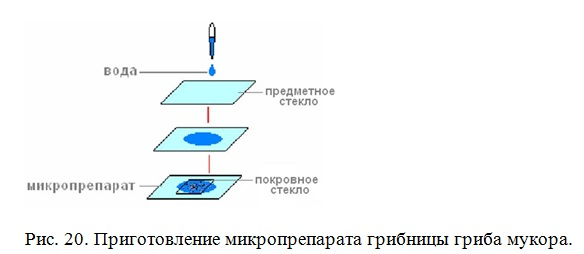 вода
предметное
стекло
микропрепарат
покровное
стекло
Рис. 20. Приготовление микропрепарата грибницы гриба мукора.